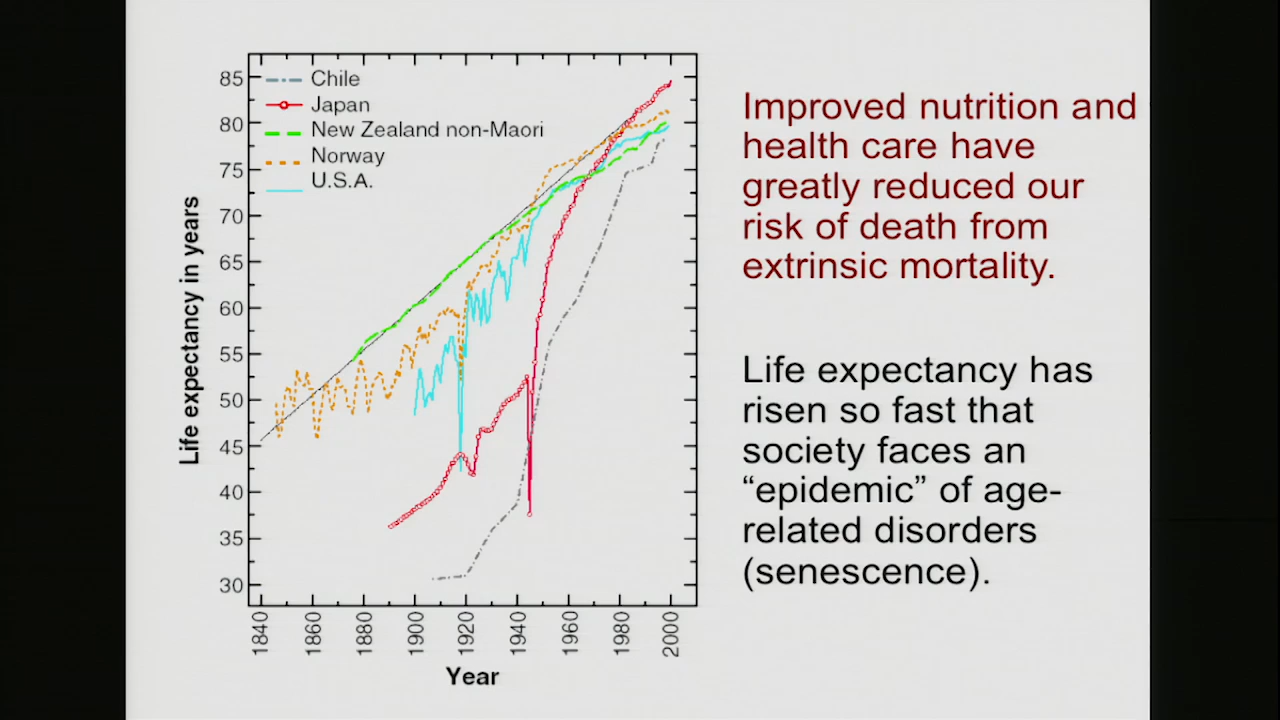 85
80
75
70
65
60
55
50
45
40
35
30
Life expectancy in years
Chile
Japan
New Zealand non-Maori
Norway
U.S.A.
1840
1860
1880
1900
1920
1940
1960
1980
2000
Year
Improved nutrition and
health care have
greatly reduced our
risk of death from
extrinsic mortality.
Life expectancy has
risen so fast that
society faces an
“epidemic” of age-
related disorders
(senescence).